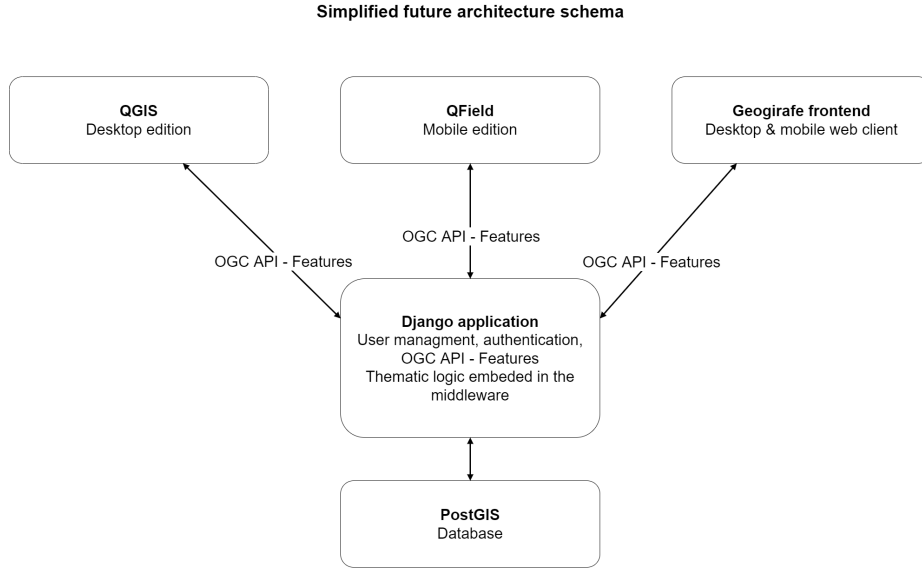 Simplified future architecture schema
QGIS
Desktop edition
QField
Mobile edition
Geogirafe frontend
Desktop & mobile web client
OGC API - Features
OGC API - Features
OGC API - Features
Django application
User managment, authentication,
OGC API - Features
Thematic logic embeded in the
middleware
PostGIS
Database